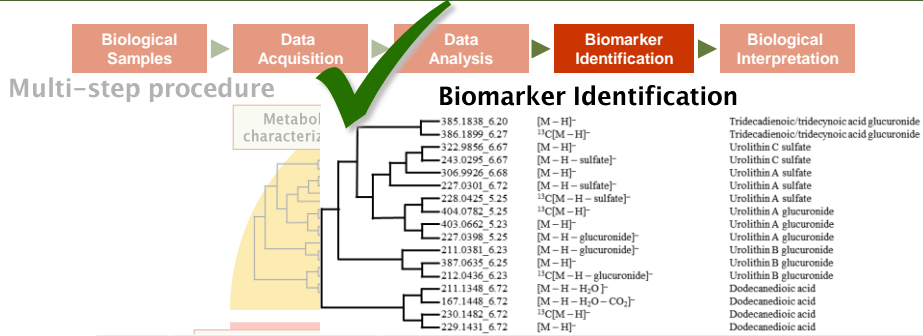 Biological Samples
Data Acquisition
Data Analysis
Biomarker Identification
Biological Interpretation
Multi-step procedure
Biomarker Identification
Metabol
characteriz
385.1838_6.20 [M – H]⁻ Tridecadienoic/tridecynoic acid glucuronide
386.1899_6.27 ¹³C[M – H]⁻ Tridecadienoic/tridecynoic acid glucuronide
322.9856_6.67 [M – H]⁻ Urolithin C sulfate
243.0295_6.67 [M – H – sulfate]⁻ Urolithin C sulfate
306.9926_6.68 [M – H]⁻ Urolithin A sulfate
227.0301_6.72 [M – H – sulfate]⁻ Urolithin A sulfate
228.0425_5.25 ¹³C[M – H – sulfate]⁻ Urolithin A sulfate
404.0782_5.25 ¹³C[M – H]⁻ Urolithin A glucuronide
403.0662_5.23 [M – H]⁻ Urolithin A glucuronide
227.0398_5.25 [M – H – glucuronide]⁻ Urolithin A glucuronide
211.0381_6.23 [M – H – glucuronide]⁻ Urolithin B glucuronide
387.0635_6.25 [M – H]⁻ Urolithin B glucuronide
212.0436_6.23 ¹³C[M – H – glucuronide]⁻ Urolithin B glucuronide
211.1348_6.72 [M – H – H₂O]⁻ Dodecanedioic acid
167.1448_6.72 [M – H – H₂O – CO₂]⁻ Dodecanedioic acid
230.1482_6.72 ¹³C[M – H]⁻ Dodecanedioic acid
229.1431_6.72 [M – H]⁻ Dodecanedioic acid